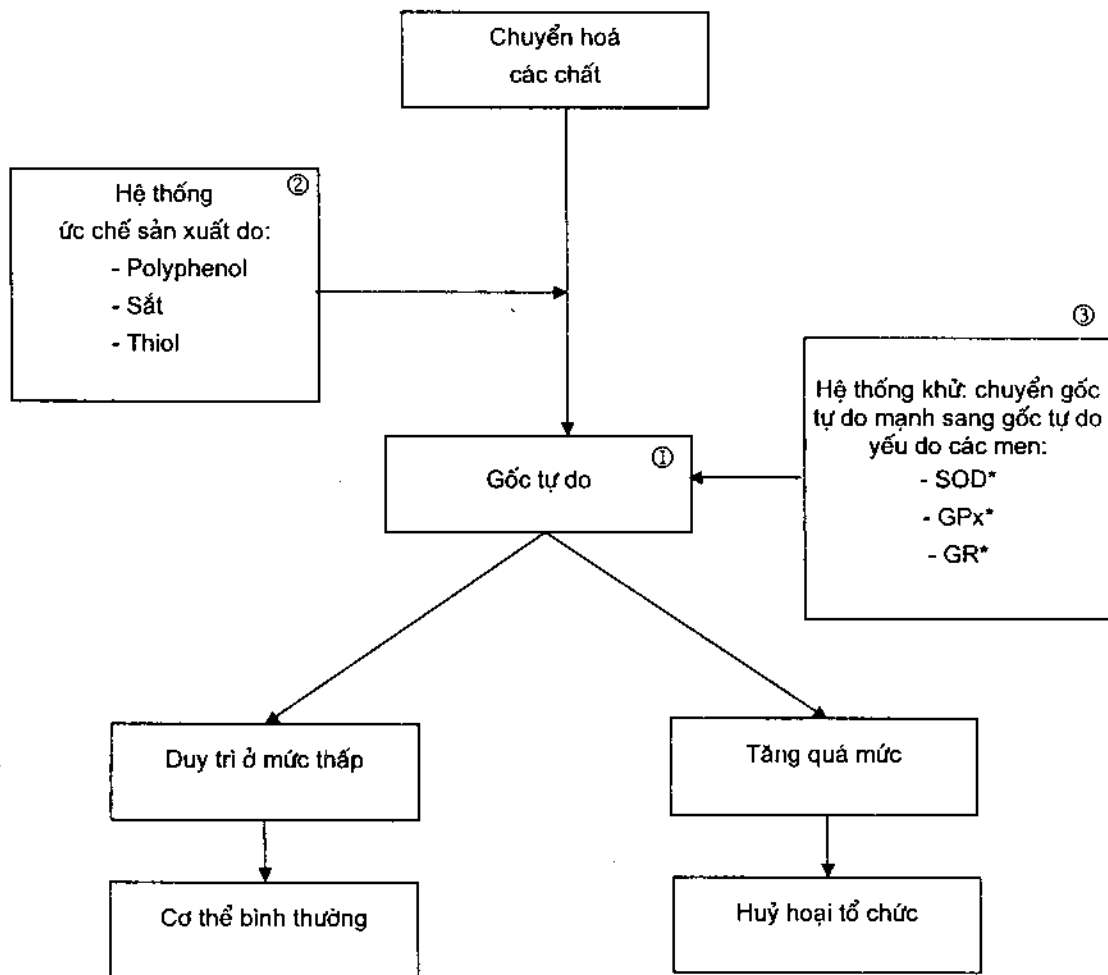 Chuyển hoá
các chất
②
Hệ thống
ức chế sản xuất do:
- Polyphenol
- Sắt
- Thiol
③
Hệ thống khử: chuyển gốc
tự do mạnh sang gốc tự do
yếu do các men:
- SOD*
- GPx*
- GR*
①
Gốc tự do
Duy trì ở mức thấp
Tăng quá mức
Cơ thể bình thường
Huỷ hoại tổ chức